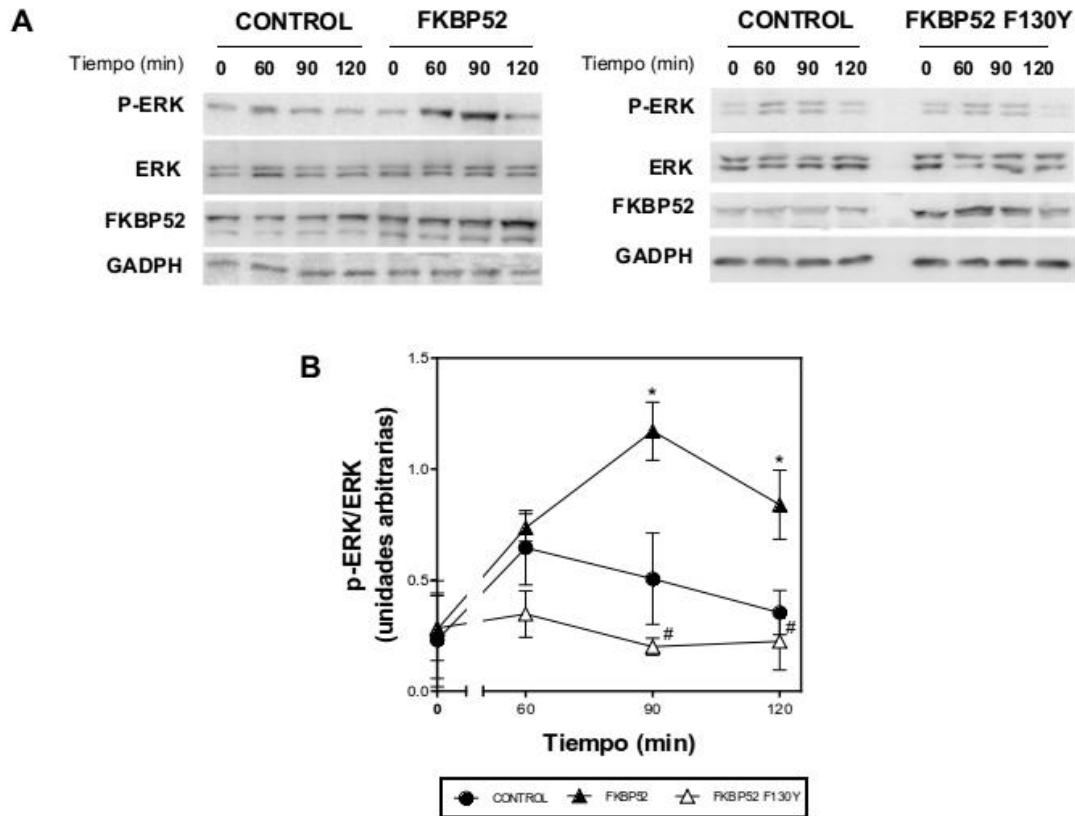 A
CONTROL FKBP52
Tiempo (min) 0 60 90 120 0 60 90 120
P-ERK
ERK
FKBP52
GADPH
CONTROL FKBP52 F130Y
Tiempo (min) 0 60 90 120 0 60 90 120
P-ERK
ERK
FKBP52
GADPH
B
p-ERK/ERK
(unidades arbitrarias)
1.5
1.0
0.5
0.0
*
*
#
#
0 60 90 120
Tiempo (min)
CONTROL FKBP52 FKBP52 F130Y